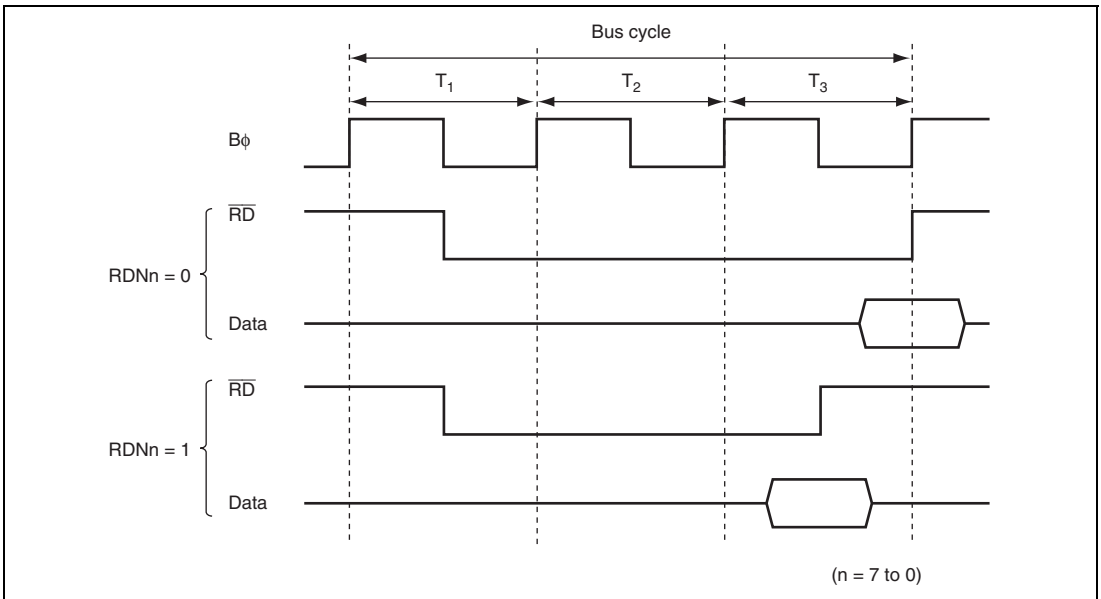 Bus cycle
T1 T2 T3
Bφ
RD
RDNn = 0
Data
RD
RDNn = 1
Data
(n = 7 to 0)